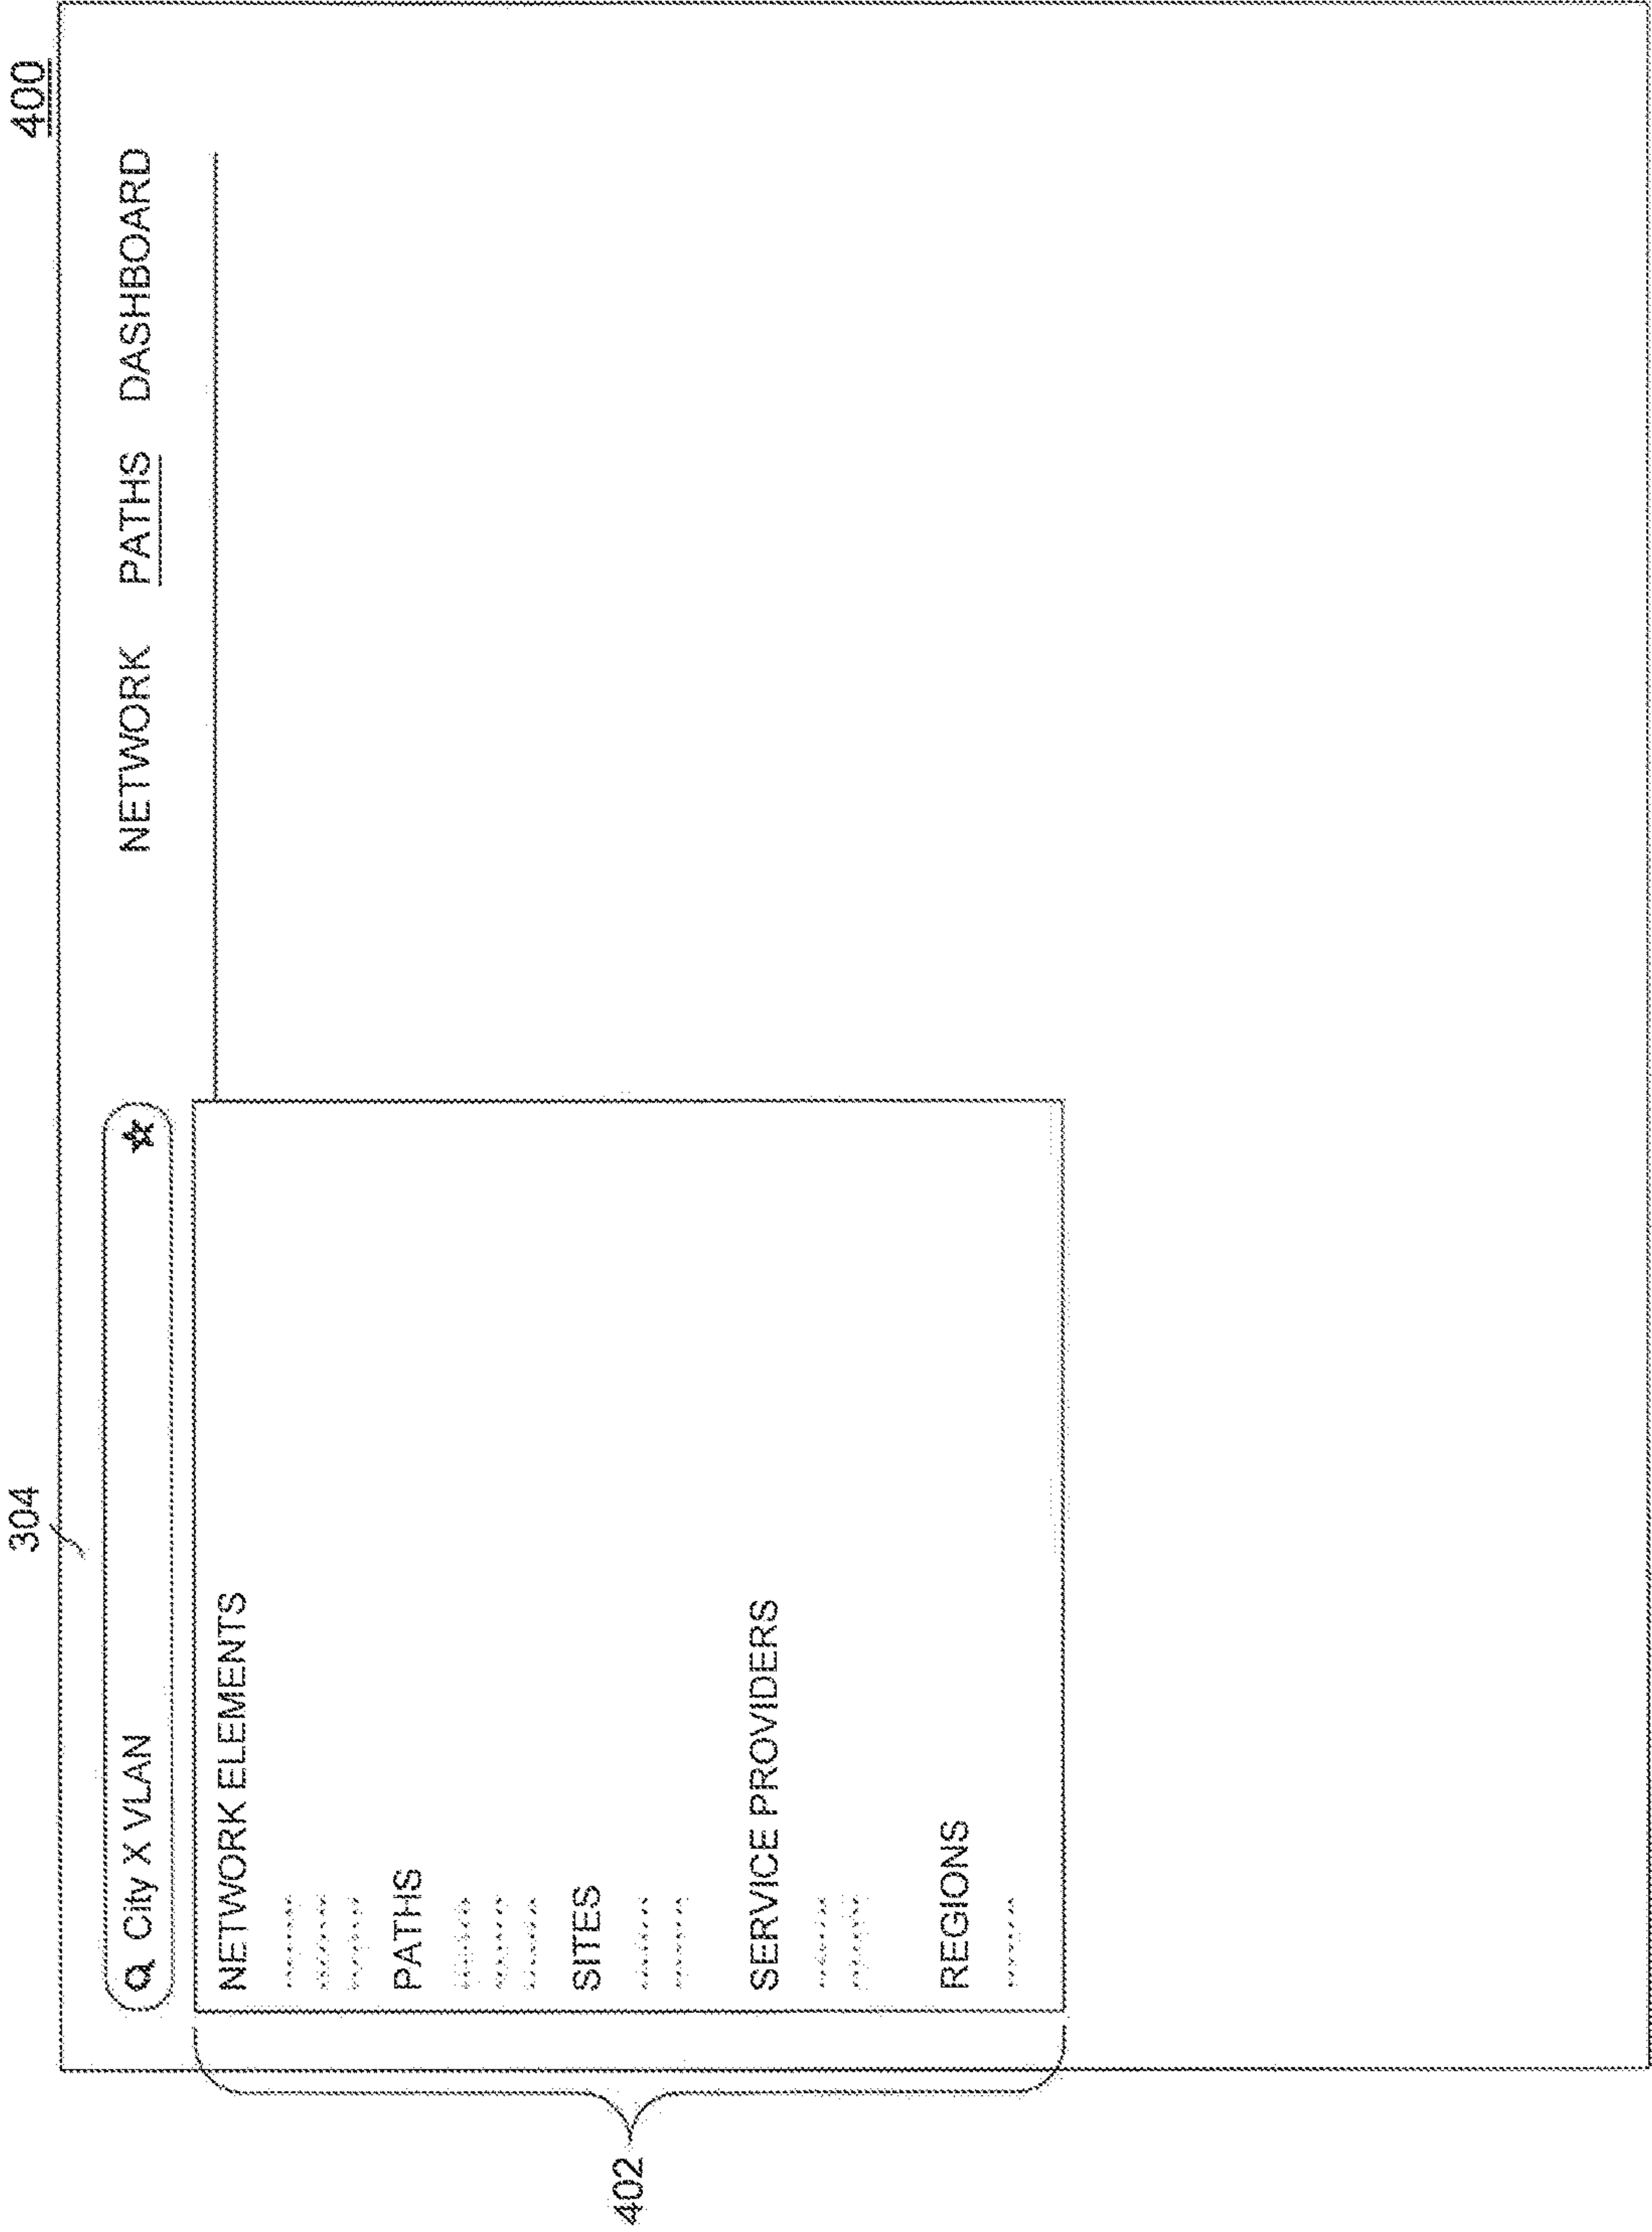 400
304
City X VLAN
NETWORK PATHS DASHBOARD
NETWORK ELEMENTS
PATHS
SITES
SERVICE PROVIDERS
REGIONS
402